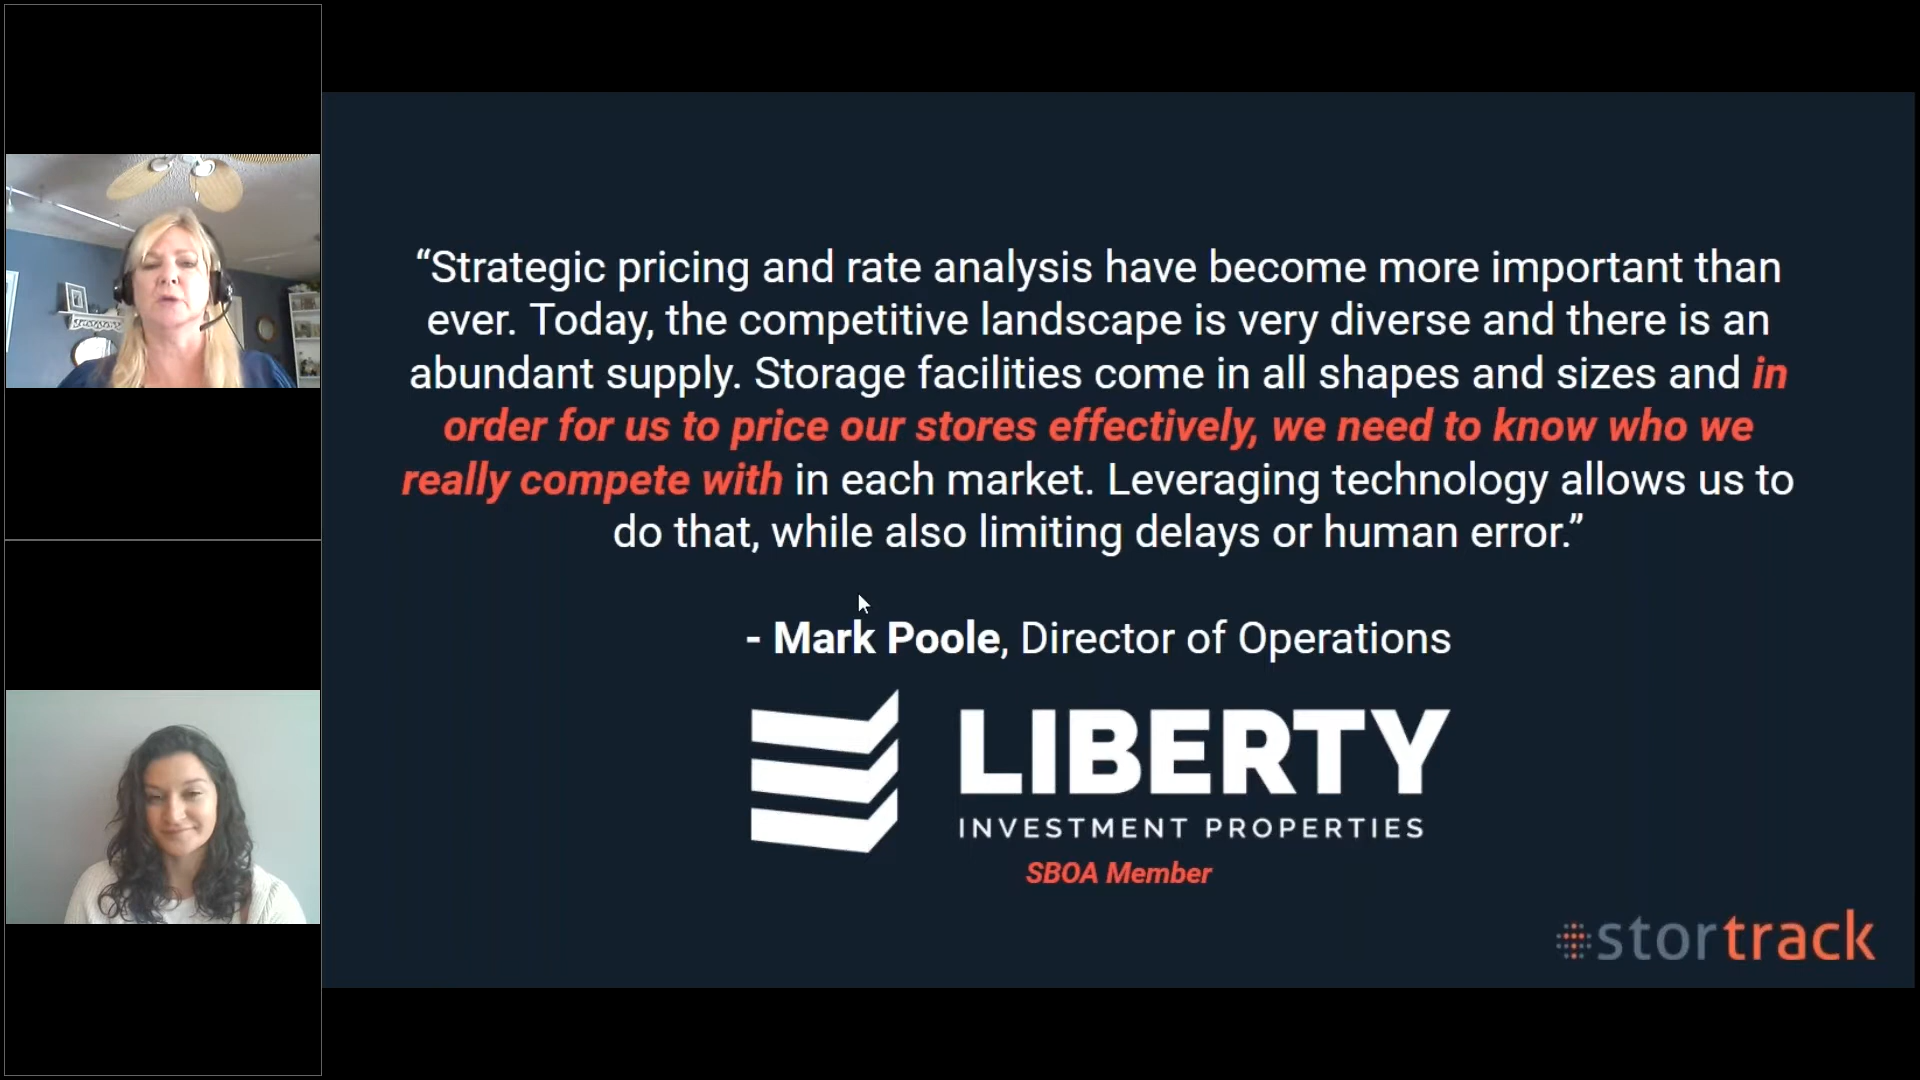 “Strategic pricing and rate analysis have become more important than
ever. Today, the competitive landscape is very diverse and there is an
abundant supply. Storage facilities come in all shapes and sizes and in
order for us to price our stores effectively, we need to know who we
really compete with in each market. Leveraging technology allows us to
do that, while also limiting delays or human error.”
- Mark Poole, Director of Operations
LIBERTY
INVESTMENT PROPERTIES
SBOA Member
stortrack